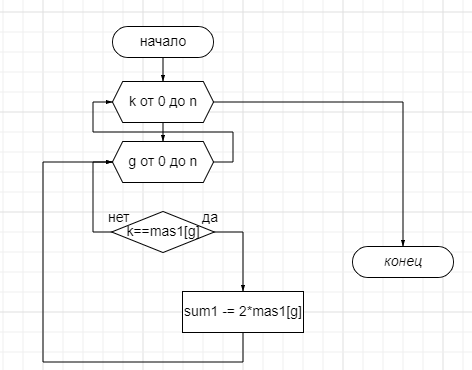 начало
k от 0 до n
g от 0 до n
нет
да
k==mas1[g]
конец
sum1 -= 2*mas1[g]